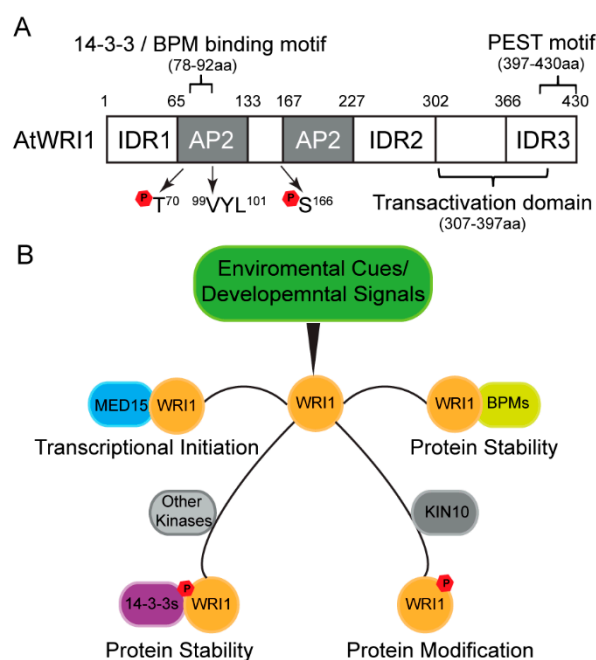 A
14-3-3 / BPM binding motif
(78-92aa)
PEST motif
(397-430aa)
1 65 133 167 227 302 366 430
AtWRI1 IDR1 AP2 AP2 IDR2 IDR3
P T70 99VYL101 P S166
Transactivation domain
(307-397aa)
B
Enviromental Cues/
Developemntal Signals
MED15 WRI1 WRI1 WRI1 BPMs
Transcriptional Initiation Protein Stability
Other
Kinases
KIN10
14-3-3s P WRI1 WRI1 P
Protein Stability Protein Modification